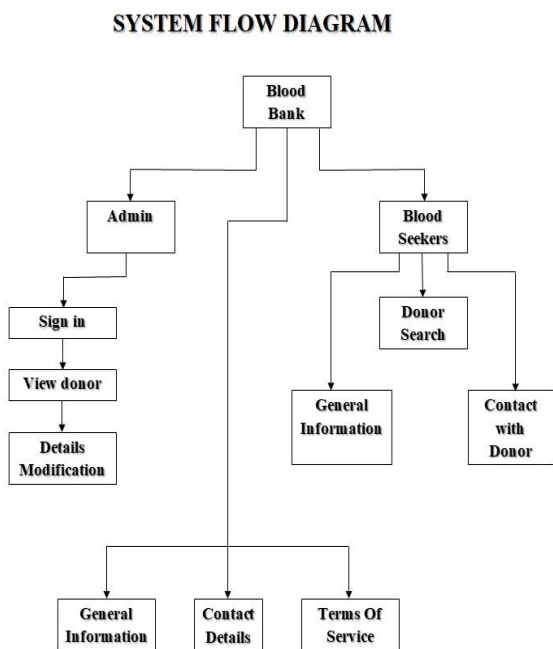 SYSTEM FLOW DIAGRAM
Blood
Bank
Admin
Blood
Seekers
Sign in
Donor
Search
View donor
General
Information
Contact
with
Donor
Details
Modification
General
Information
Contact
Details
Terms Of
Service